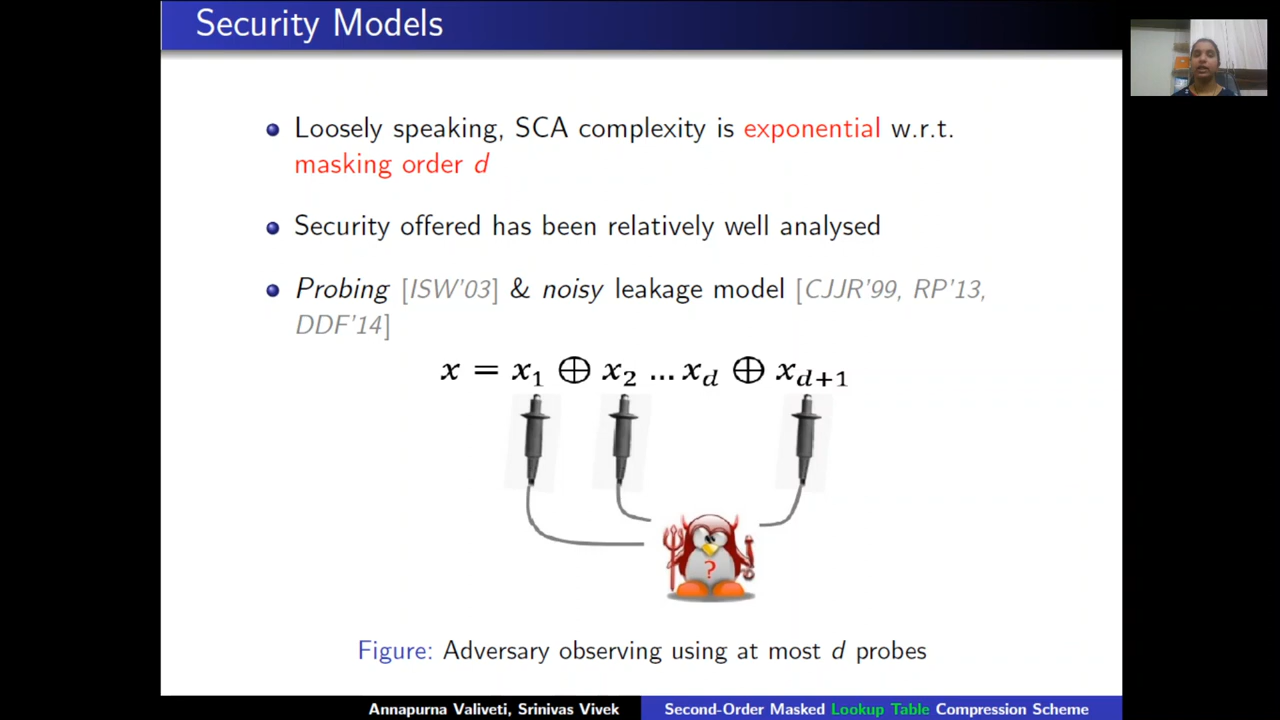 Security Models
Loosely speaking, SCA complexity is exponential w.r.t.
masking order d
Security offered has been relatively well analysed
Probing [ISW'03] & noisy leakage model [CJJR'99, RP'13,
DDF'14]
x = x₁ ⊕ x₂ ... x_d ⊕ x_{d+1}
?
Figure: Adversary observing using at most d probes
Annapurna Valiveti, Srinivas Vivek
Second-Order Masked Lookup Table Compression Scheme